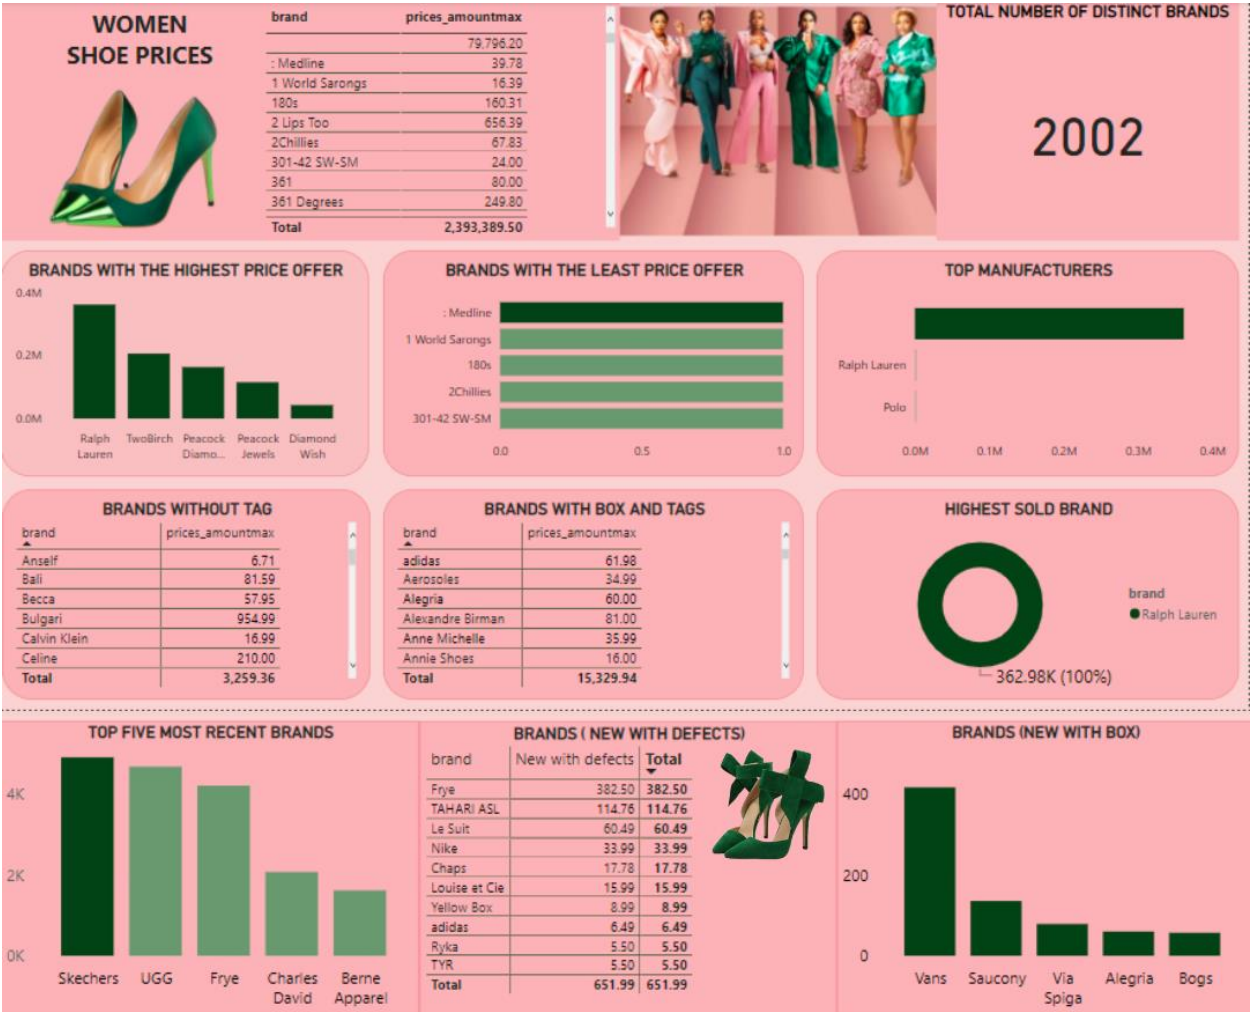 WOMEN
SHOE PRICES
brand prices_amountmax
79,796.20
: Medline 39.78
1 World Sarongs 16.39
180s 160.31
2 Lips Too 656.39
2Chillies 67.83
301-42 SW-SM 24.00
361 80.00
361 Degrees 249.80
Total 2,393,389.50
TOTAL NUMBER OF DISTINCT BRANDS
2002
BRANDS WITH THE HIGHEST PRICE OFFER
0.4M
0.2M
0.0M
Ralph Lauren
TwoBirch
Peacock Diamo...
Peacock Jewels
Diamond Wish
BRANDS WITH THE LEAST PRICE OFFER
: Medline
1 World Sarongs
180s
2Chillies
301-42 SW-SM
0.0 0.5 1.0
TOP MANUFACTURERS
Ralph Lauren
Polo
0.0M 0.1M 0.2M 0.3M 0.4M
BRANDS WITHOUT TAG
brand prices_amountmax
Anself 6.71
Bali 81.59
Becca 57.95
Bulgari 954.99
Calvin Klein 16.99
Celine 210.00
Total 3,259.36
BRANDS WITH BOX AND TAGS
brand prices_amountmax
adidas 61.98
Aerosoles 34.99
Alegria 60.00
Alexandre Birman 81.00
Anne Michelle 35.99
Annie Shoes 16.00
Total 15,329.94
HIGHEST SOLD BRAND
brand
Ralph Lauren
362.98K (100%)
TOP FIVE MOST RECENT BRANDS
4K
2K
0K
Skechers
UGG
Frye
Charles David
Berne Apparel
BRANDS ( NEW WITH DEFECTS)
brand New with defects Total
Frye 382.50 382.50
TAHARI ASL 114.76 114.76
Le Suit 60.49 60.49
Nike 33.99 33.99
Chaps 17.78 17.78
Louise et Cie 15.99 15.99
Yellow Box 8.99 8.99
adidas 6.49 6.49
Ryka 5.50 5.50
TYR 5.50 5.50
Total 651.99 651.99
BRANDS (NEW WITH BOX)
400
200
0
Vans
Saucony
Via Spiga
Alegria
Bogs